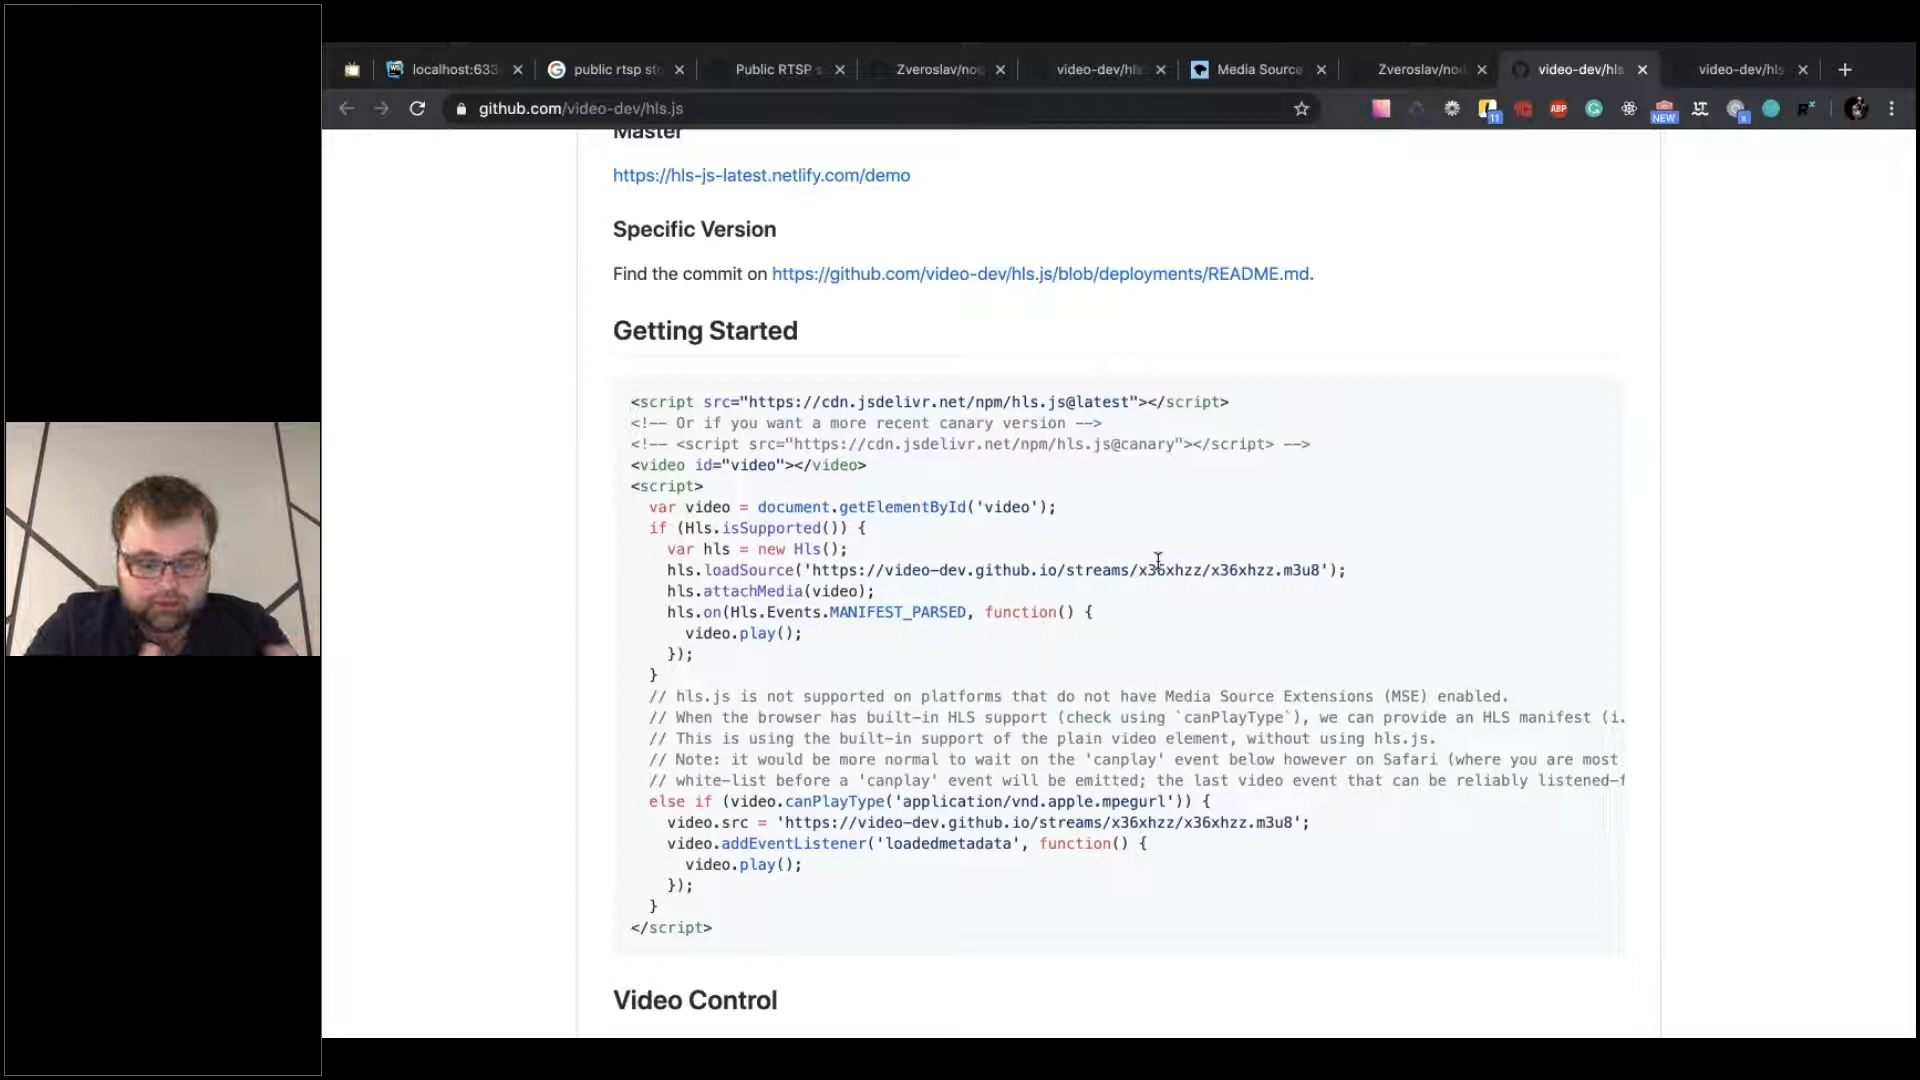 localhost:633
public rtsp st
Public RTSP s
Zveroslav/no
video-dev/hl
Media Source
Zveroslav/nod
video-dev/hls
video-dev/hls
github.com/video-dev/hls.js
11
ABP
NEW
x
Master
https://hls-js-latest.netlify.com/demo
Specific Version
Find the commit on https://github.com/video-dev/hls.js/blob/deployments/README.md.
Getting Started
<script src="https://cdn.jsdelivr.net/npm/hls.js@latest"></script>
<!-- Or if you want a more recent canary version -->
<!-- <script src="https://cdn.jsdelivr.net/npm/hls.js@canary"></script> -->
<video id="video"></video>
<script>
var video = document.getElementById('video');
if (Hls.isSupported()) {
var hls = new Hls();
hls.loadSource('https://video-dev.github.io/streams/x36xhzz/x36xhzz.m3u8');
hls.attachMedia(video);
hls.on(Hls.Events.MANIFEST_PARSED, function() {
video.play();
});
}
// hls.js is not supported on platforms that do not have Media Source Extensions (MSE) enabled.
// When the browser has built-in HLS support (check using `canPlayType`), we can provide an HLS manifest (i.
// This is using the built-in support of the plain video element, without using hls.js.
// Note: it would be more normal to wait on the 'canplay' event below however on Safari (where you are most
// white-list before a 'canplay' event will be emitted; the last video event that can be reliably listened-f
else if (video.canPlayType('application/vnd.apple.mpegurl')) {
video.src = 'https://video-dev.github.io/streams/x36xhzz/x36xhzz.m3u8';
video.addEventListener('loadedmetadata', function() {
video.play();
});
}
</script>
Video Control